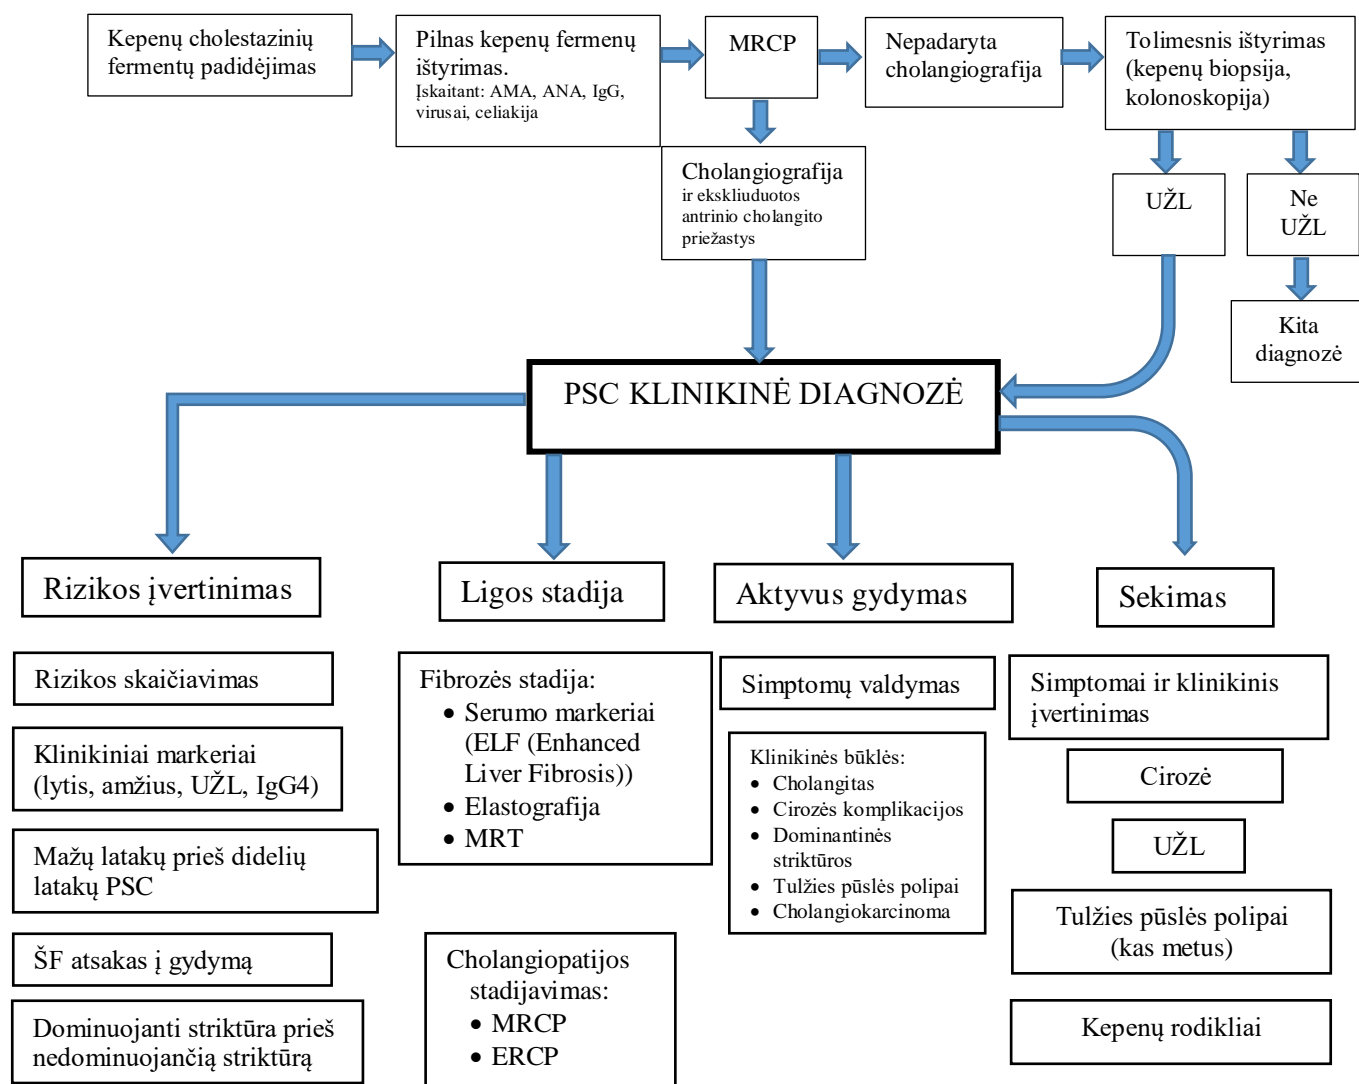 Kepenų cholestazinių
fermentų padidėjimas
Pilnas kepenų fermenų
ištyrimas.
Įskaitant: AMA, ANA, IgG,
virusai, celiakija
MRCP
Nepadaryta
cholangiografija
Tolimesnis ištyrimas
(kepenų biopsija,
kolonoskopija)
Cholangiografija
ir ekskliuduotos
antrinio cholangito
priežastys
UŽL
Ne
UŽL
Kita
diagnozė
PSC KLINIKINĖ DIAGNOZĖ
Rizikos įvertinimas
Rizikos skaičiavimas
Klinikiniai markeriai
(lytis, amžius, UŽL, IgG4)
Mažų latakų prieš didelių
latakų PSC
ŠF atsakas į gydymą
Dominuojanti striktūra prieš
nedominuojančią striktūrą
Ligos stadija
Fibrozės stadija:
• Serumo markeriai
(ELF (Enhanced
Liver Fibrosis))
• Elastografija
• MRT
Cholangiopatijos
stadijavimas:
• MRCP
• ERCP
Aktyvus gydymas
Simptomų valdymas
Klinikinės būklės:
• Cholangitas
• Cirozės komplikacijos
• Dominantinės
striktūros
• Tulžies pūslės polipai
• Cholangiokarcinoma
Sekimas
Simptomai ir klinikinis
įvertinimas
Cirozė
UŽL
Tulžies pūslės polipai
(kas metus)
Kepenų rodikliai